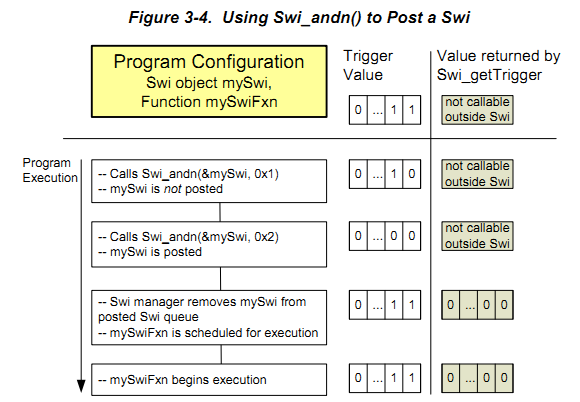 Figure 3-4. Using Swi_andn() to Post a Swi
Program Configuration
Swi object mySwi,
Function mySwiFxn
Trigger
Value
Value returned by
Swi_getTrigger
0 ... 1 1
not callable
outside Swi
Program
Execution
-- Calls Swi_andn(&mySwi, 0x1)
-- mySwi is not posted
0 ... 1 0
not callable
outside Swi
-- Calls Swi_andn(&mySwi, 0x2)
-- mySwi is posted
0 ... 0 0
not callable
outside Swi
-- Swi manager removes mySwi from
posted Swi queue
-- mySwiFxn is scheduled for execution
0 ... 1 1
0 ... 0 0
-- mySwiFxn begins execution
0 ... 1 1
0 ... 0 0